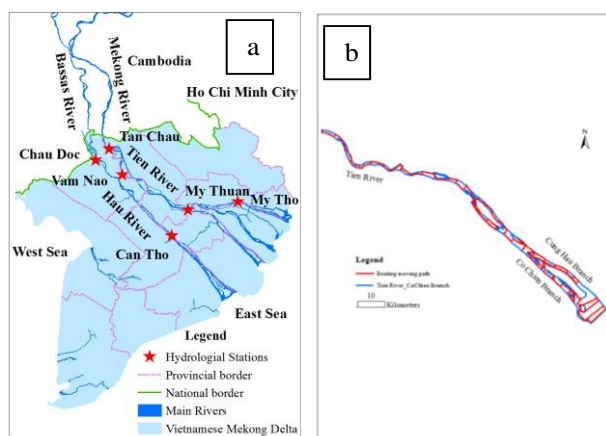 a
Bassas River
Mekong River
Cambodia
Ho Chi Minh City
Tan Chau
Chau Doc
Tien River
Vam Nao
My Thuan
My Tho
Hau River
West Sea
Can Tho
East Sea
Legend
Hydrologial Stations
Provincial border
National border
Main Rivers
Vietnamese Mekong Delta
b
N
Tien River
Cung Hau Branch
Co Chien Branch
Legend
Boating moving path
Tien River_CoChien Branch
10
Kilometers